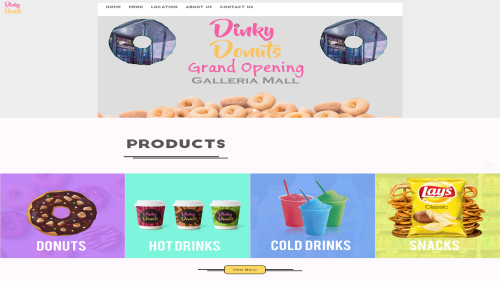 Dinky
Donuts
HOME MENU LOCATION ABOUT US CONTACT US
Dinky
Donuts
Grand Opening
GALLERIA MALL
PRODUCTS
DONUTS
Dinky Donuts
Dinky Donuts
Dinky Donuts
HOT DRINKS
COLD DRINKS
Lay's
Classic
SNACKS
View Menu